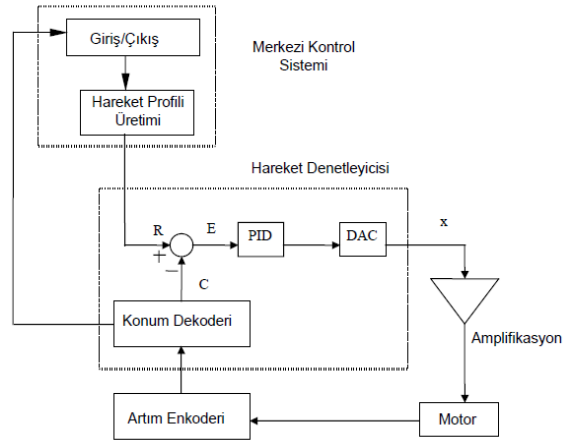 Giriş/Çıkış
Merkezi Kontrol
Sistemi
Hareket Profili
Üretimi
Hareket Denetleyicisi
R
E
PID
DAC
x
+
−
C
Konum Dekoderi
Amplifikasyon
Artım Enkoderi
Motor